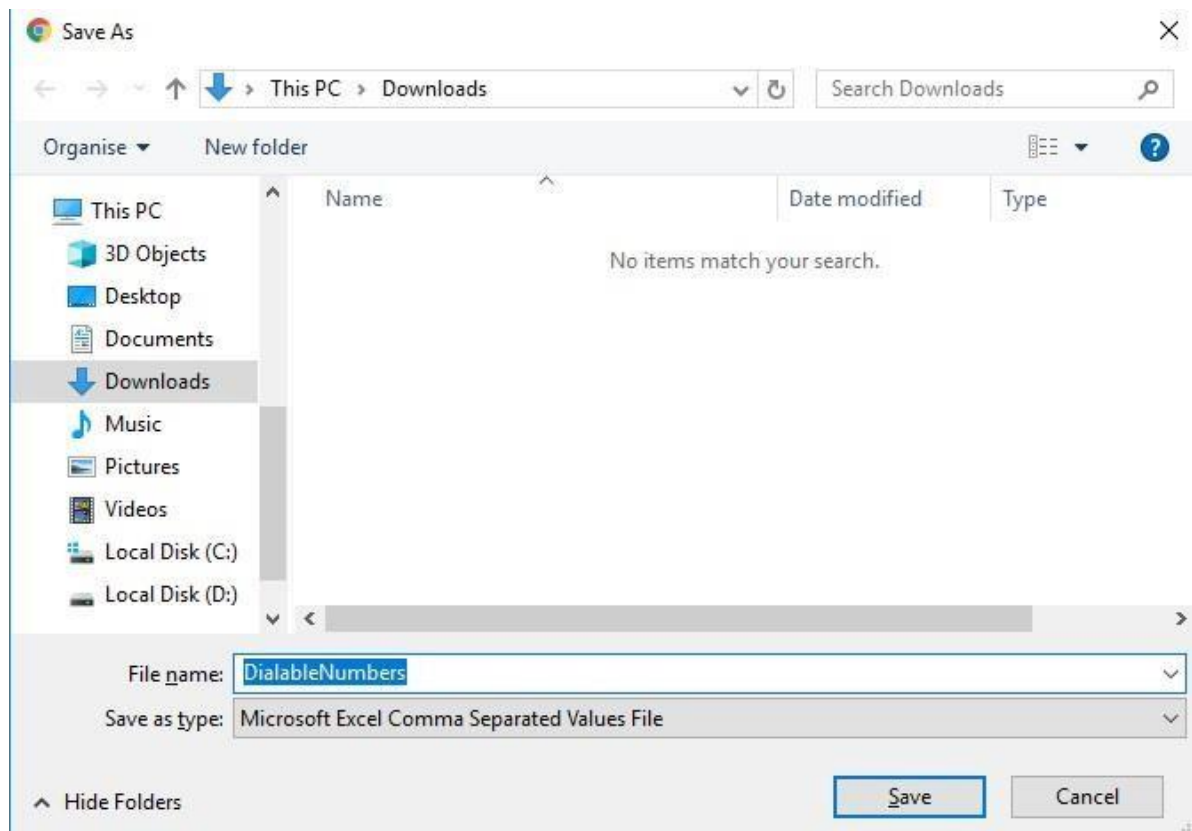 Save As
This PC > Downloads
Search Downloads
Organise
New folder
Name
Date modified
Type
No items match your search.
This PC
3D Objects
Desktop
Documents
Downloads
Music
Pictures
Videos
Local Disk (C:)
Local Disk (D:)
File name: DialableNumbers
Save as type: Microsoft Excel Comma Separated Values File
Hide Folders
Save
Cancel